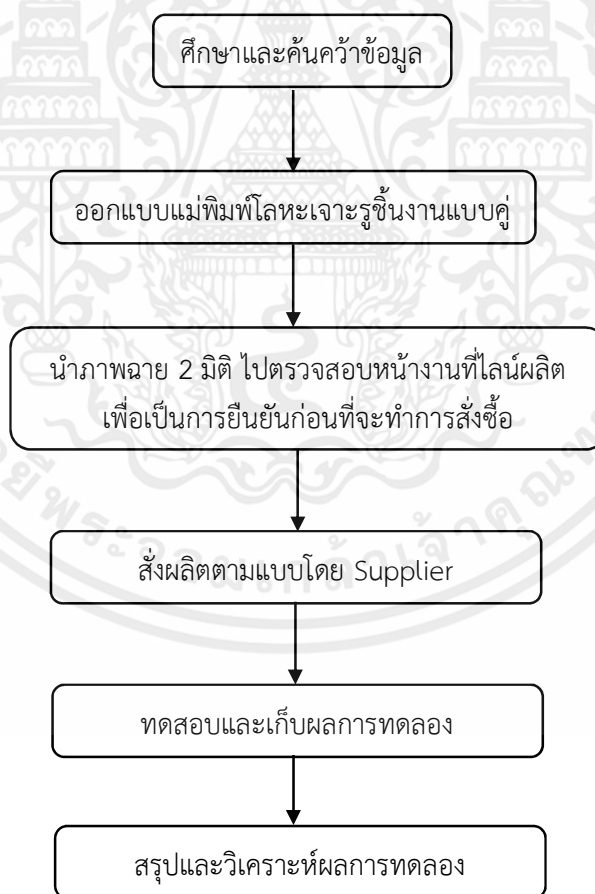 ศึกษาและค้นคว้าข้อมูล
ออกแบบแม่พิมพ์โลหะเจาะรูชิ้นงานแบบคู่
นำภาพฉาย 2 มิติ ไปตรวจสอบหน้างานที่ไลน์ผลิต
เพื่อเป็นการยืนยันก่อนที่จะทำการสั่งซื้อ
สั่งผลิตตามแบบโดย Supplier
ทดสอบและเก็บผลการทดลอง
สรุปและวิเคราะห์ผลการทดลอง